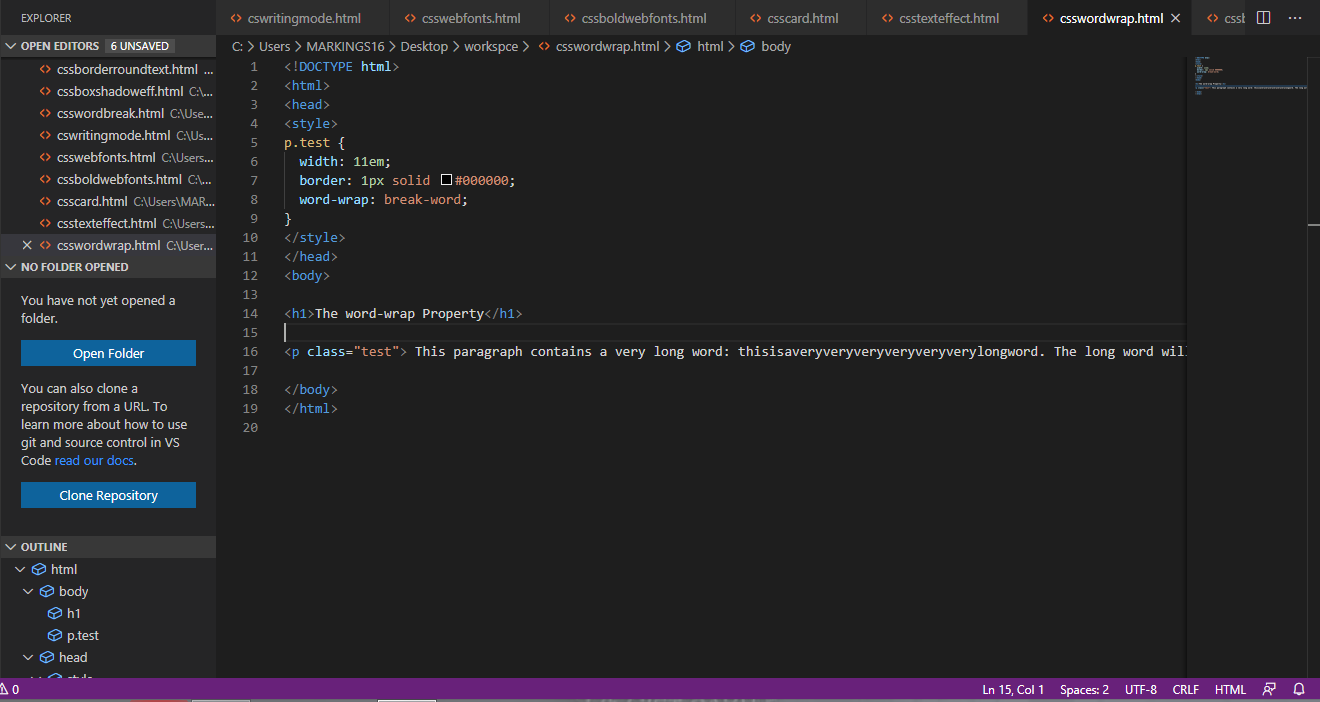 EXPLORER
cswritingmode.html
csswebfonts.html
cssboldwebfonts.html
csscard.html
csstexteffect.html
csswordwrap.html
cssb
OPEN EDITORS 6 UNSAVED
C: > Users > MARKINGS16 > Desktop > workspce > csswordwrap.html > html > body
cssborderroundtext.html ...
cssboxshadoweff.html C:\...
csswordbreak.html C:\Use...
cswritingmode.html C:\Us...
csswebfonts.html C:\Users...
cssboldwebfonts.html C:\...
csscard.html C:\Users\MAR...
csstexteffect.html C:\Users...
csswordwrap.html C:\User...
NO FOLDER OPENED
You have not yet opened a
folder.
Open Folder
You can also clone a
repository from a URL. To
learn more about how to use
git and source control in VS
Code read our docs.
Clone Repository
OUTLINE
html
body
h1
p.test
head
1 <!DOCTYPE html>
2 <html>
3 <head>
4 <style>
5 p.test {
6 width: 11em;
7 border: 1px solid #000000;
8 word-wrap: break-word;
9 }
10 </style>
11 </head>
12 <body>
13
14 <h1>The word-wrap Property</h1>
15
16 <p class="test"> This paragraph contains a very long word: thisisaveryveryveryveryveryverylongword. The long word wil
17
18 </body>
19 </html>
20
0
Ln 15, Col 1
Spaces: 2
UTF-8
CRLF
HTML